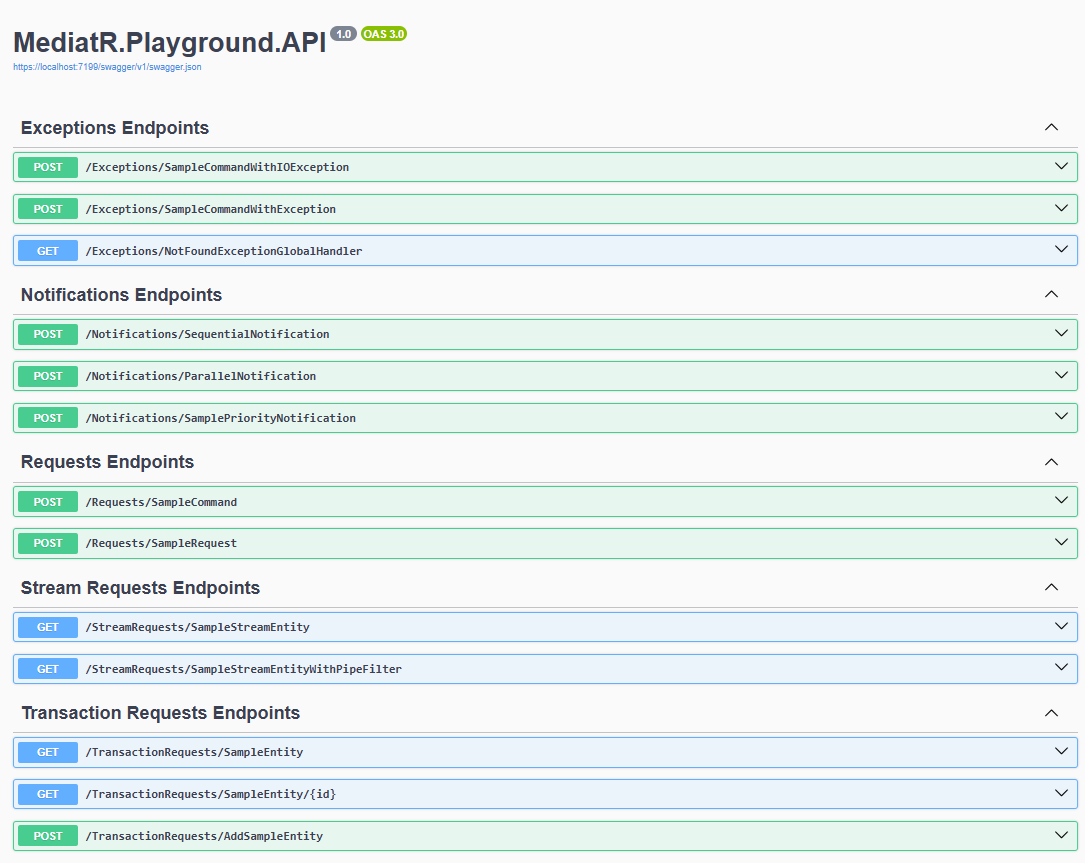 MediatR.Playground.API 1.0 OAS 3.0
https://localhost:7199/swagger/v1/swagger.json
Exceptions Endpoints
POST /Exceptions/SampleCommandWithIOException
POST /Exceptions/SampleCommandWithException
GET /Exceptions/NotFoundExceptionGlobalHandler
Notifications Endpoints
POST /Notifications/SequentialNotification
POST /Notifications/ParallelNotification
POST /Notifications/SamplePriorityNotification
Requests Endpoints
POST /Requests/SampleCommand
POST /Requests/SampleRequest
Stream Requests Endpoints
GET /StreamRequests/SampleStreamEntity
GET /StreamRequests/SampleStreamEntityWithPipeFilter
Transaction Requests Endpoints
GET /TransactionRequests/SampleEntity
GET /TransactionRequests/SampleEntity/{id}
POST /TransactionRequests/AddSampleEntity